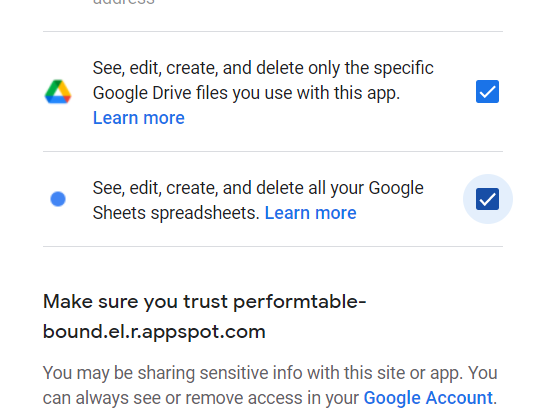 address
See, edit, create, and delete only the specific
Google Drive files you use with this app.
Learn more
See, edit, create, and delete all your Google
Sheets spreadsheets. Learn more
Make sure you trust performtable-
bound.el.r.appspot.com
You may be sharing sensitive info with this site or app. You
can always see or remove access in your Google Account.